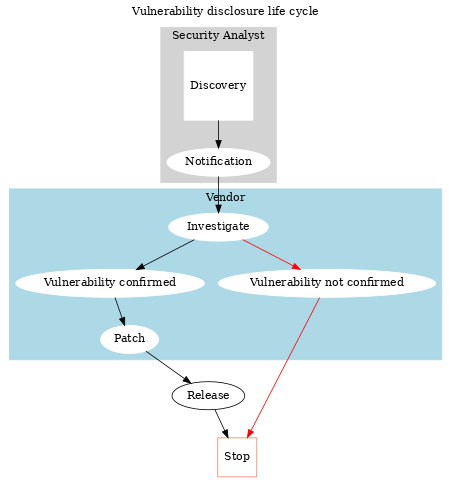 Vulnerability disclosure life cycle
Security Analyst
Discovery
Notification
Vendor
Investigate
Vulnerability confirmed
Vulnerability not confirmed
Patch
Release
Stop